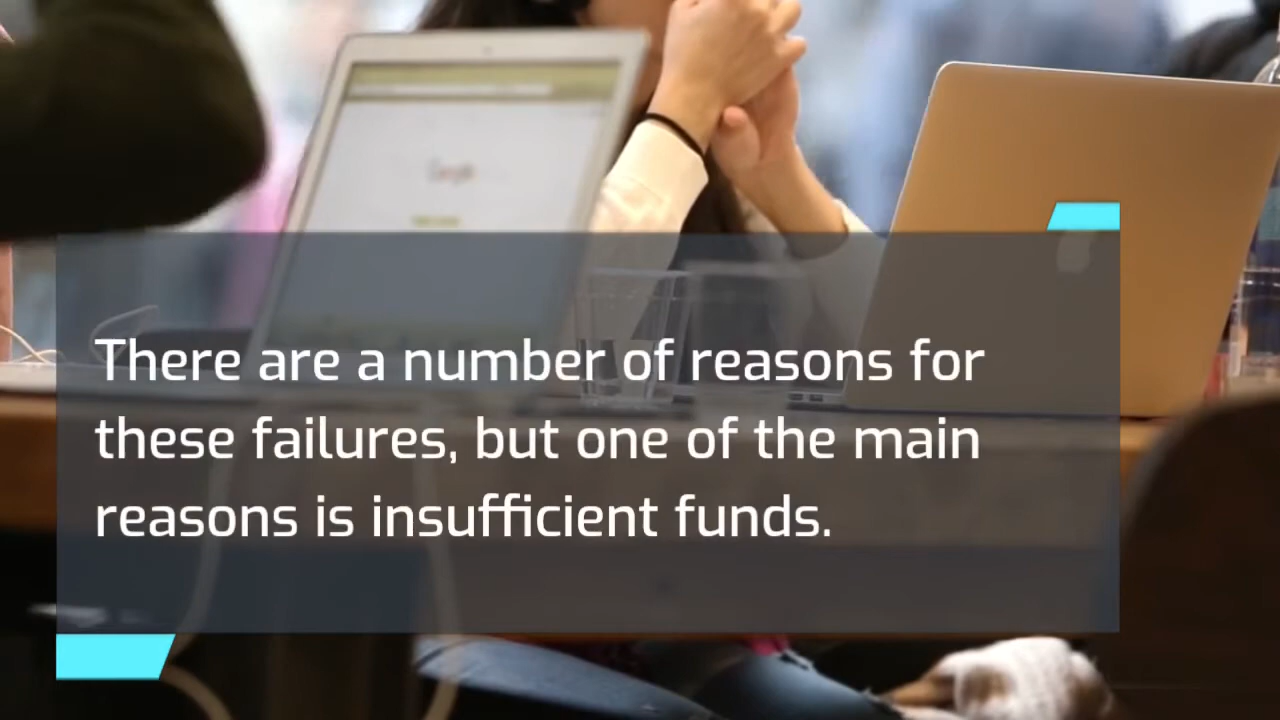 There are a number of reasons for
these failures, but one of the main
reasons is insufficient funds.